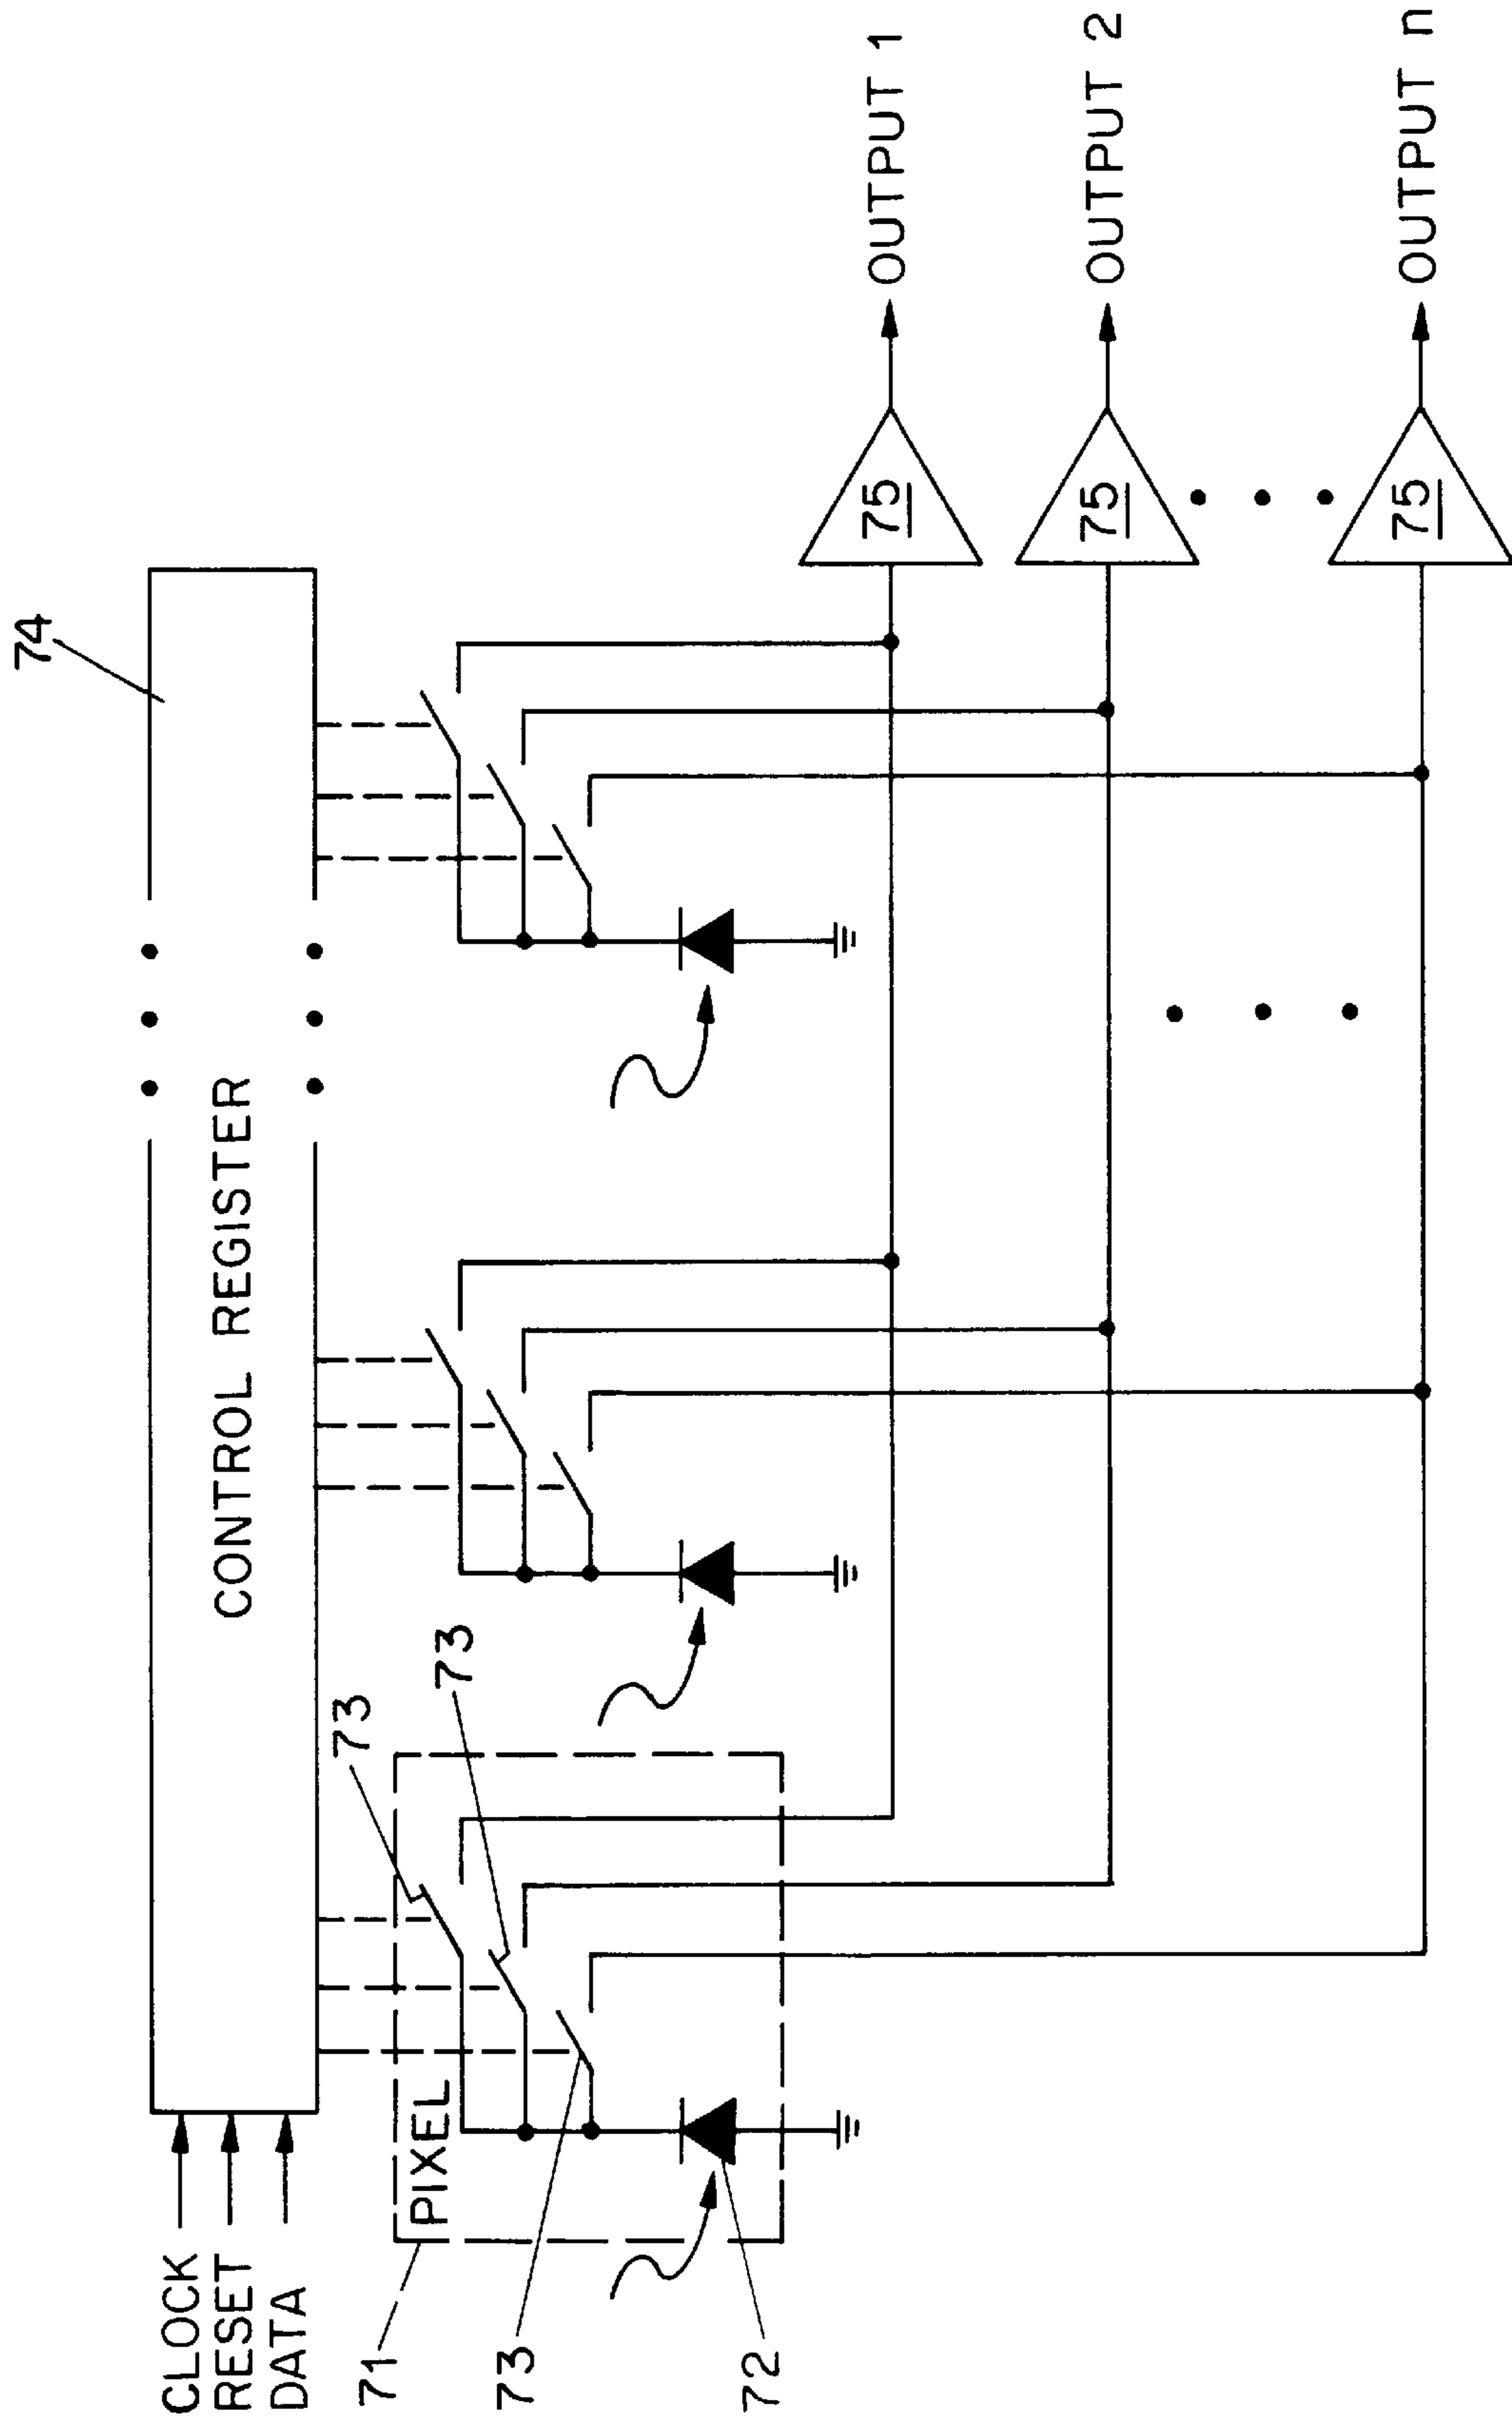 74
CONTROL REGISTER
CLOCK
RESET
DATA
71
PIXEL
73
73
73
72
75
OUTPUT 1
75
OUTPUT 2
75
OUTPUT n